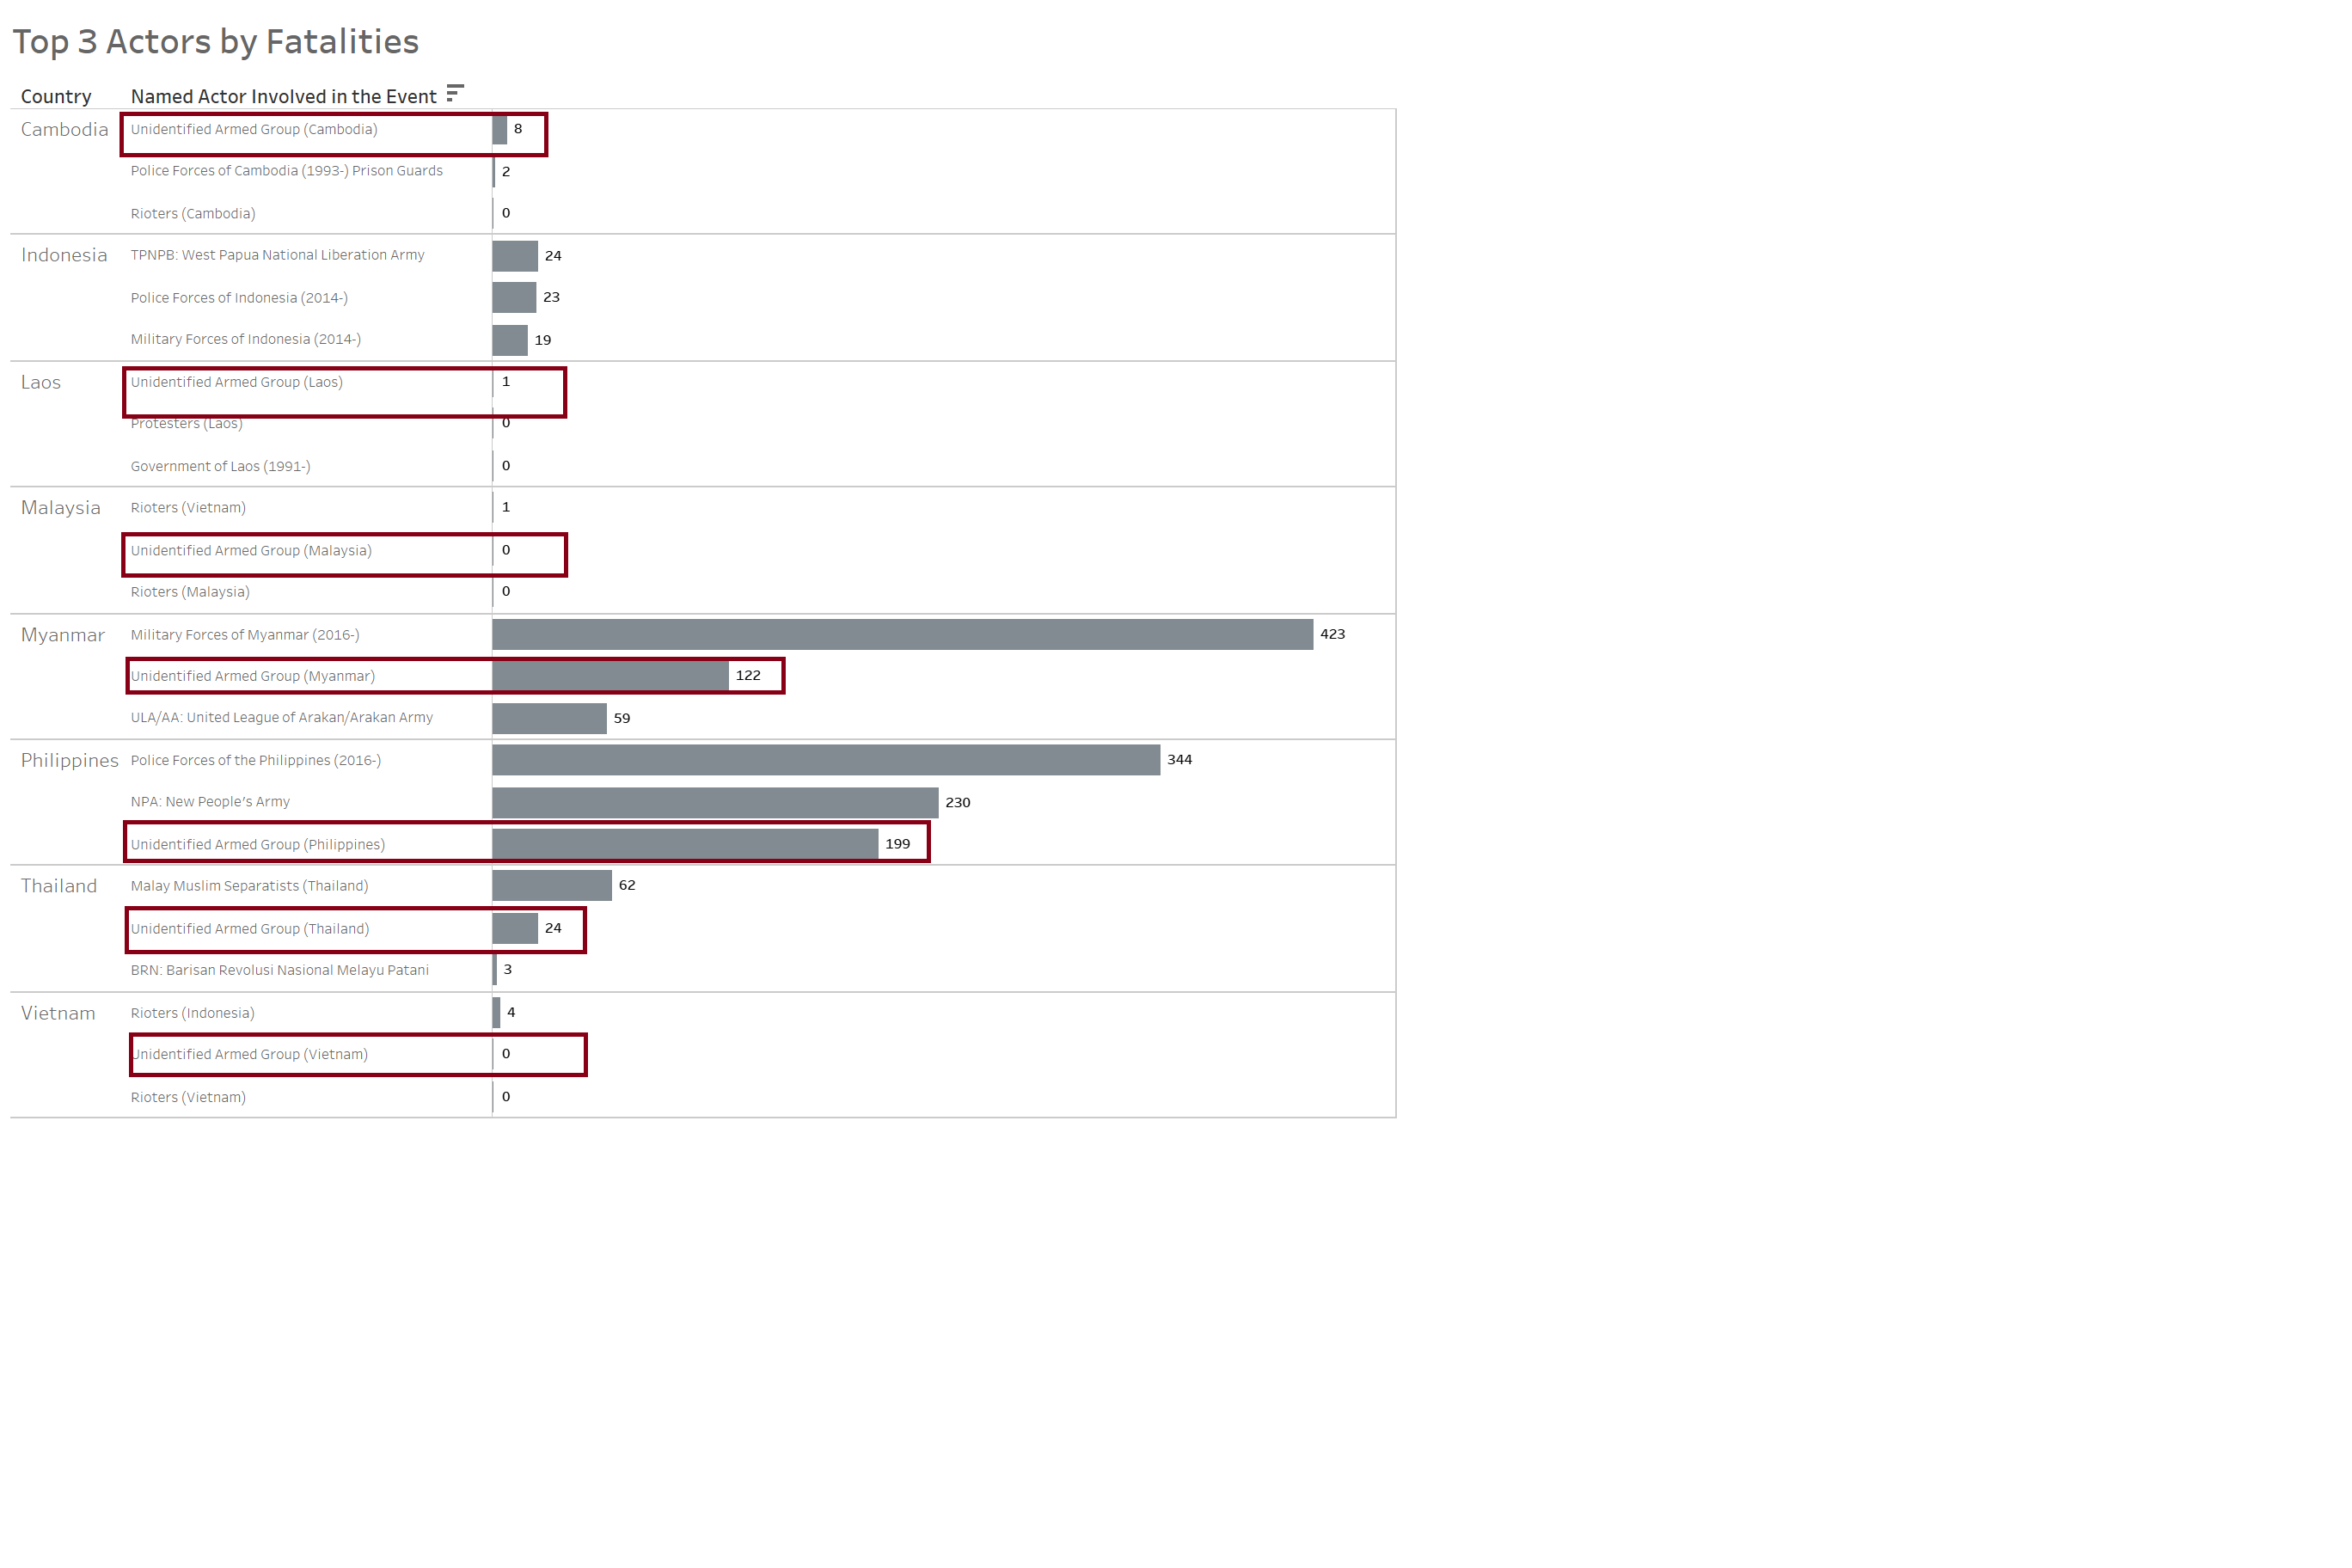 Top 3 Actors by Fatalities
Country Named Actor Involved in the Event
Cambodia Unidentified Armed Group (Cambodia) 8
Police Forces of Cambodia (1993-) Prison Guards 2
Rioters (Cambodia) 0
Indonesia TPNPB: West Papua National Liberation Army 24
Police Forces of Indonesia (2014-) 23
Military Forces of Indonesia (2014-) 19
Laos Unidentified Armed Group (Laos) 1
Protesters (Laos) 0
Government of Laos (1991-) 0
Malaysia Rioters (Vietnam) 1
Unidentified Armed Group (Malaysia) 0
Rioters (Malaysia) 0
Myanmar Military Forces of Myanmar (2016-) 423
Unidentified Armed Group (Myanmar) 122
ULA/AA: United League of Arakan/Arakan Army 59
Philippines Police Forces of the Philippines (2016-) 344
NPA: New People's Army 230
Unidentified Armed Group (Philippines) 199
Thailand Malay Muslim Separatists (Thailand) 62
Unidentified Armed Group (Thailand) 24
BRN: Barisan Revolusi Nasional Melayu Patani 3
Vietnam Rioters (Indonesia) 4
Unidentified Armed Group (Vietnam) 0
Rioters (Vietnam) 0